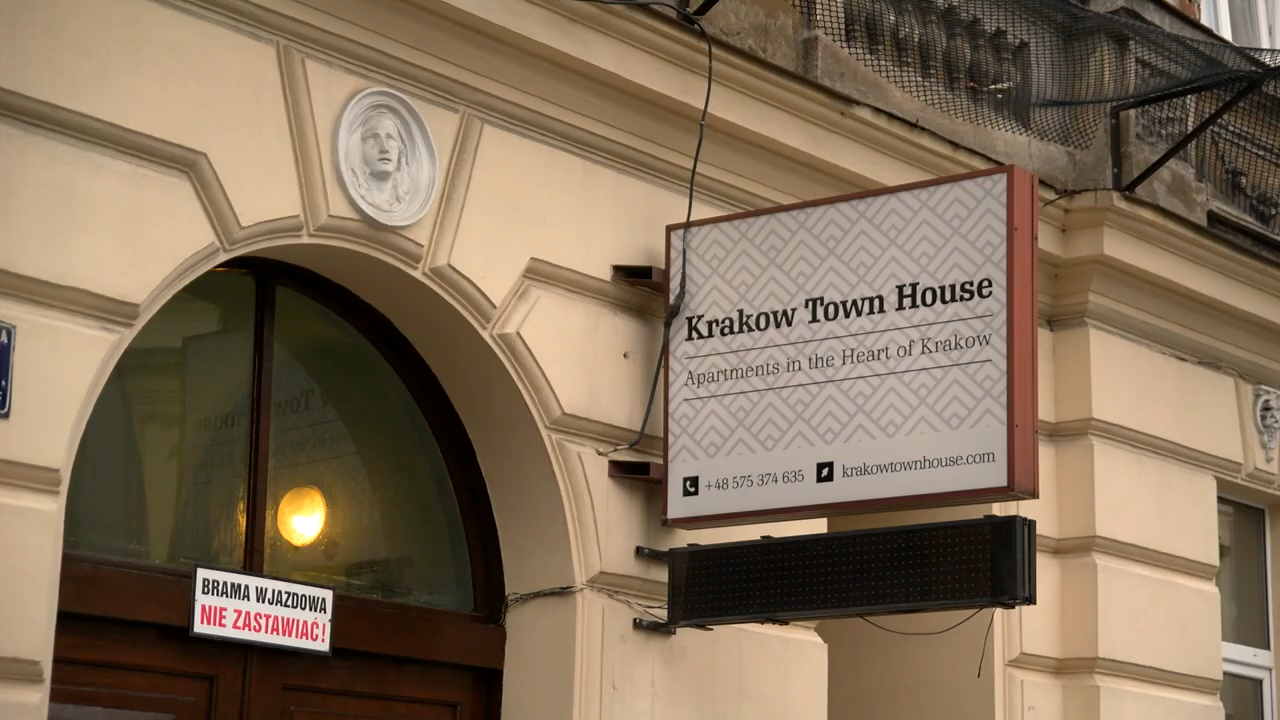 Krakow Town House
Apartments in the Heart of Krakow
+48 575 374 635 krakowtownhouse.com
BRAMA WJAZDOWA
NIE ZASTAWIAĆ!